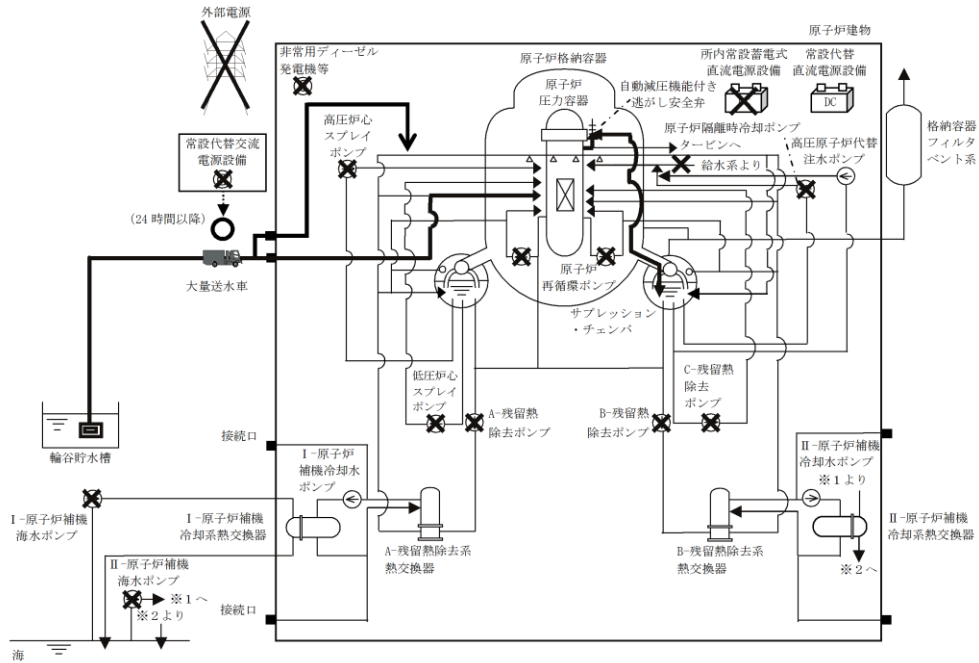 外部電源
原子炉建物
非常用ディーゼル
発電機等
原子炉格納容器
原子炉
圧力容器
自動減圧機能付き
逃がし安全弁
所内常設蓄電式
直流電源設備
常設代替
直流電源設備
DC
高圧炉心
スプレイ
ポンプ
原子炉隔離時冷却ポンプ
タービンへ
給水系より
高圧原子炉代替
注水ポンプ
格納容器
フィルタ
ベント系
常設代替交流
電源設備
(24時間以降)
大量送水車
原子炉
再循環ポンプ
サプレッション
・チェンバ
低圧炉心
スプレイ
ポンプ
A-残留熱
除去ポンプ
B-残留熱
除去ポンプ
C-残留熱
除去
ポンプ
輪谷貯水槽
接続口
Ⅰ-原子炉
補機冷却水
ポンプ
Ⅱ-原子炉補機
冷却水ポンプ
※1より
Ⅰ-原子炉補機
海水ポンプ
Ⅰ-原子炉補機
冷却系熱交換器
A-残留熱除去系
熱交換器
B-残留熱除去系
熱交換器
Ⅱ-原子炉補機
冷却系熱交換器
※2へ
Ⅱ-原子炉補機
海水ポンプ
※1へ
※2より
接続口
海